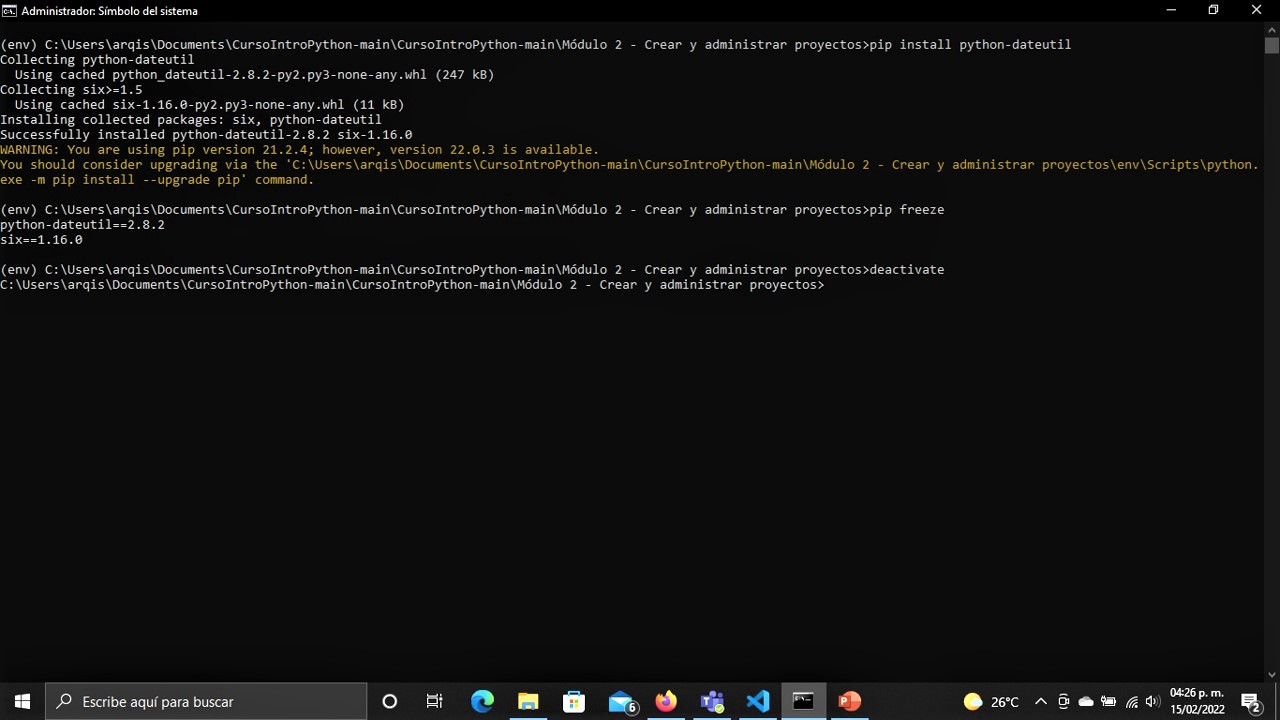 Administrador: Símbolo del sistema
(env) C:\Users\arqis\Documents\CursoIntroPython-main\CursoIntroPython-main\Módulo 2 - Crear y administrar proyectos>pip install python-dateutil
Collecting python-dateutil
  Using cached python_dateutil-2.8.2-py2.py3-none-any.whl (247 kB)
Collecting six>=1.5
  Using cached six-1.16.0-py2.py3-none-any.whl (11 kB)
Installing collected packages: six, python-dateutil
Successfully installed python-dateutil-2.8.2 six-1.16.0
WARNING: You are using pip version 21.2.4; however, version 22.0.3 is available.
You should consider upgrading via the 'C:\Users\arqis\Documents\CursoIntroPython-main\CursoIntroPython-main\Módulo 2 - Crear y administrar proyectos\env\Scripts\python.
exe -m pip install --upgrade pip' command.
(env) C:\Users\arqis\Documents\CursoIntroPython-main\CursoIntroPython-main\Módulo 2 - Crear y administrar proyectos>pip freeze
python-dateutil==2.8.2
six==1.16.0
(env) C:\Users\arqis\Documents\CursoIntroPython-main\CursoIntroPython-main\Módulo 2 - Crear y administrar proyectos>deactivate
C:\Users\arqis\Documents\CursoIntroPython-main\CursoIntroPython-main\Módulo 2 - Crear y administrar proyectos>
Escribe aquí para buscar
6
26°C
04:26 p. m.
15/02/2022
2